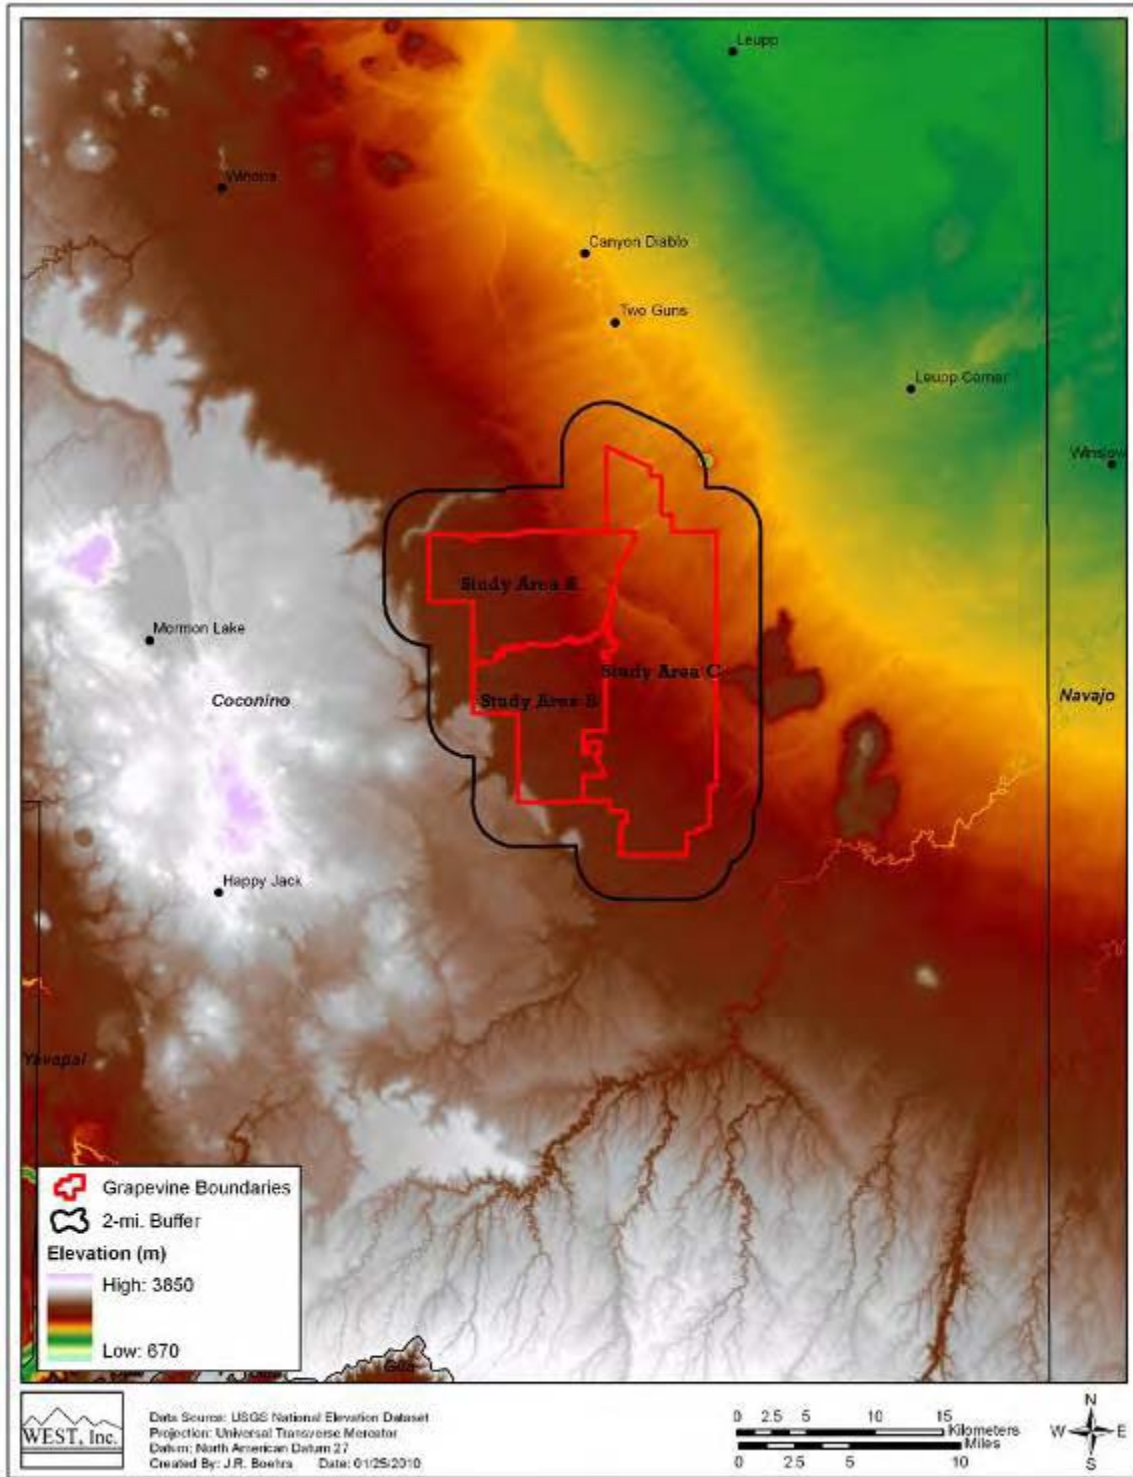 Leupp
Winona
Canyon Diablo
Two Guns
Leupp Corner
Winslow
Study Area
Mormon Lake
Study Area C
Coconino
Study Area B
Navajo
Happy Jack
Yavapai
Grapevine Boundaries
2-mi. Buffer
Elevation (m)
High: 3850
Low: 670
Gila
WEST, Inc.
Data Source: USGS National Elevation Dataset
Projection: Universal Transverse Mercator
Datum: North American Datum 27
Created By: J.R. Boehrs Date: 01/25/2010
0 2.5 5 10 15
Kilometers
Miles
0 2.5 5 10
N
W E
S